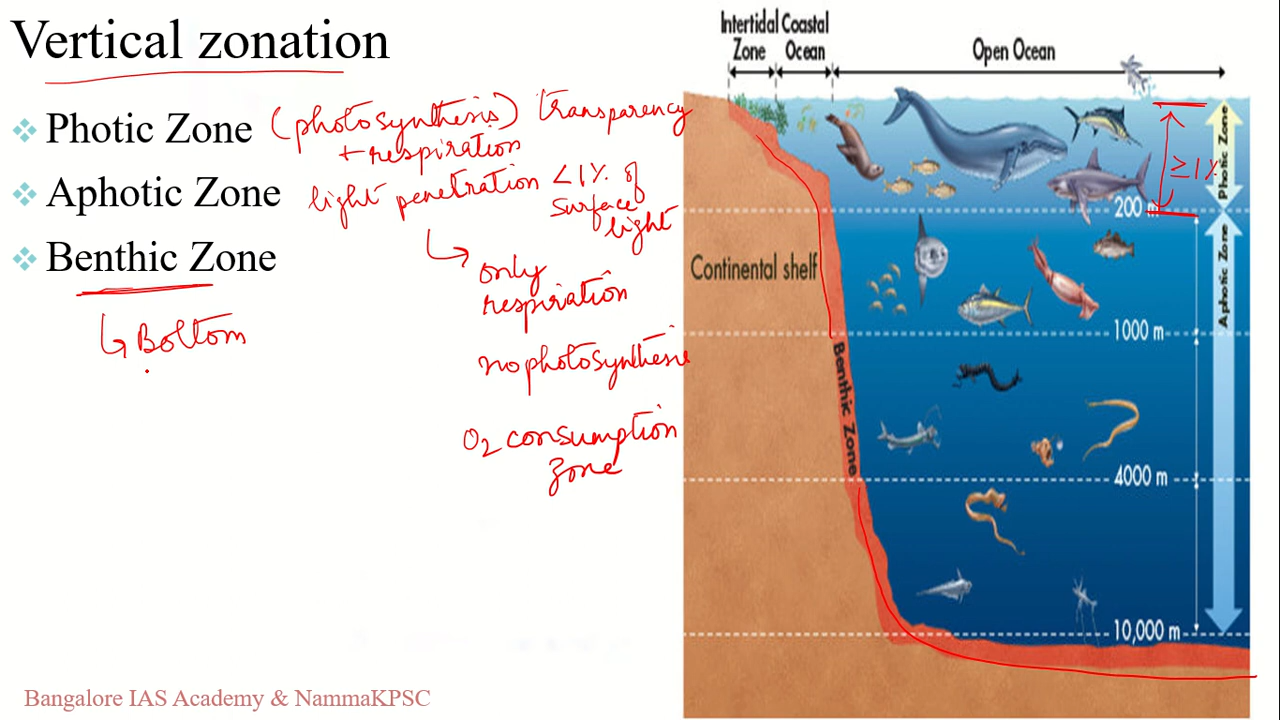 Vertical zonation
Photic Zone (photosynthesis) transparency
+ respiration
Aphotic Zone light penetration <1% of
surface
light
Benthic Zone
only
respiration
Bottom
no photosynthesis
O2 consumption
zone
Intertidal Coastal
Zone Ocean Open Ocean
≥1%
Photic Zone
200 m
Aphotic Zone
Continental shelf
1000 m
Benthic Zone
4000 m
10,000 m
Bangalore IAS Academy & NammaKPSC